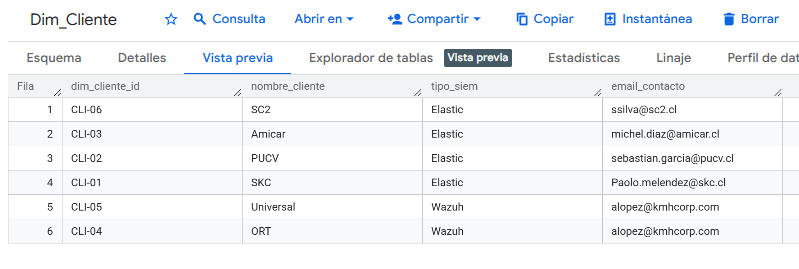 Dim_Cliente Consulta Abrir en Compartir Copiar Instantánea Borrar
Esquema Detalles Vista previa Explorador de tablas Vista previa Estadísticas Linaje Perfil de dat
Fila dim_cliente_id nombre_cliente tipo_siem email_contacto
1 CLI-06 SC2 Elastic ssilva@sc2.cl
2 CLI-03 Amicar Elastic michel.diaz@amicar.cl
3 CLI-02 PUCV Elastic sebastian.garcia@pucv.cl
4 CLI-01 SKC Elastic Paolo.melendez@skc.cl
5 CLI-05 Universal Wazuh alopez@kmhcorp.com
6 CLI-04 ORT Wazuh alopez@kmhcorp.com